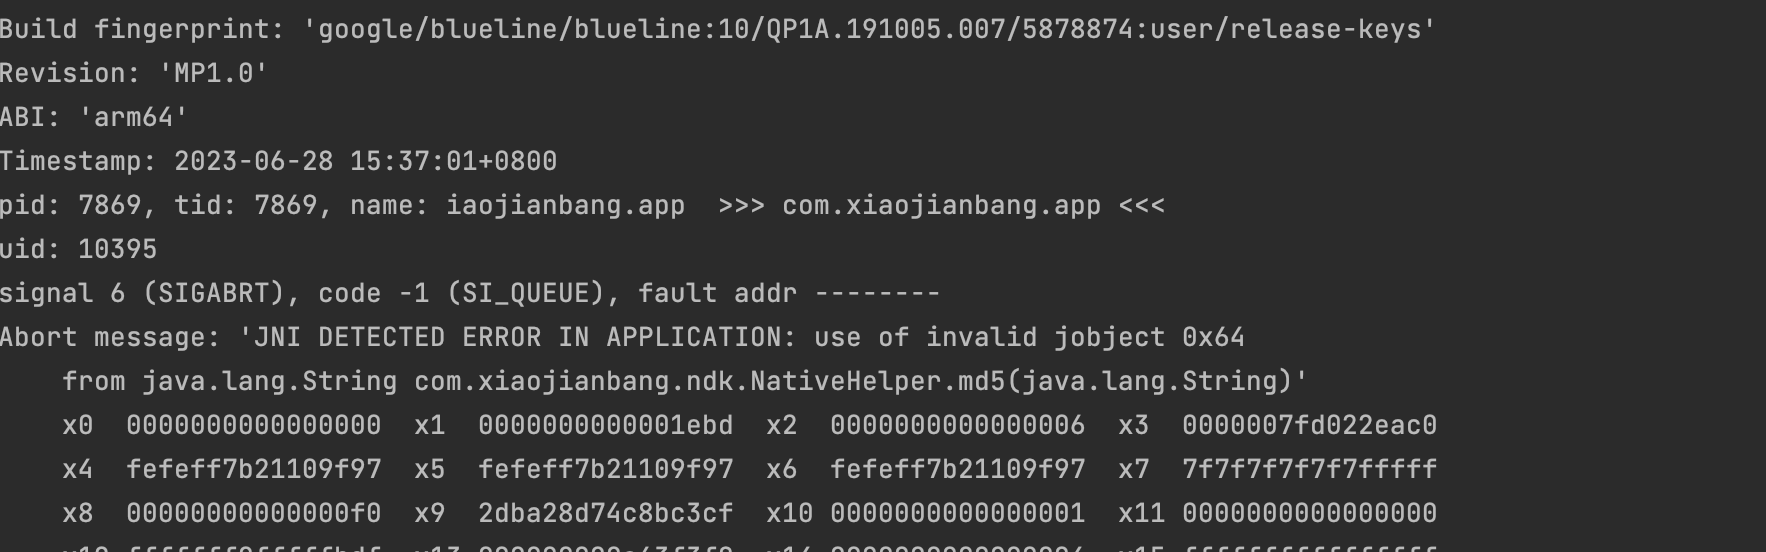 Build fingerprint: 'google/blueline/blueline:10/QP1A.191005.007/5878874:user/release-keys'
Revision: 'MP1.0'
ABI: 'arm64'
Timestamp: 2023-06-28 15:37:01+0800
pid: 7869, tid: 7869, name: iaojianbang.app  >>> com.xiaojianbang.app <<<
uid: 10395
signal 6 (SIGABRT), code -1 (SI_QUEUE), fault addr --------
Abort message: 'JNI DETECTED ERROR IN APPLICATION: use of invalid jobject 0x64
    from java.lang.String com.xiaojianbang.ndk.NativeHelper.md5(java.lang.String)'
    x0  0000000000000000  x1  0000000000001ebd  x2  0000000000000006  x3  0000007fd022eac0
    x4  fefeff7b21109f97  x5  fefeff7b21109f97  x6  fefeff7b21109f97  x7  7f7f7f7f7f7fffff
    x8  00000000000000f0  x9  2dba28d74c8bc3cf  x10 0000000000000001  x11 0000000000000000